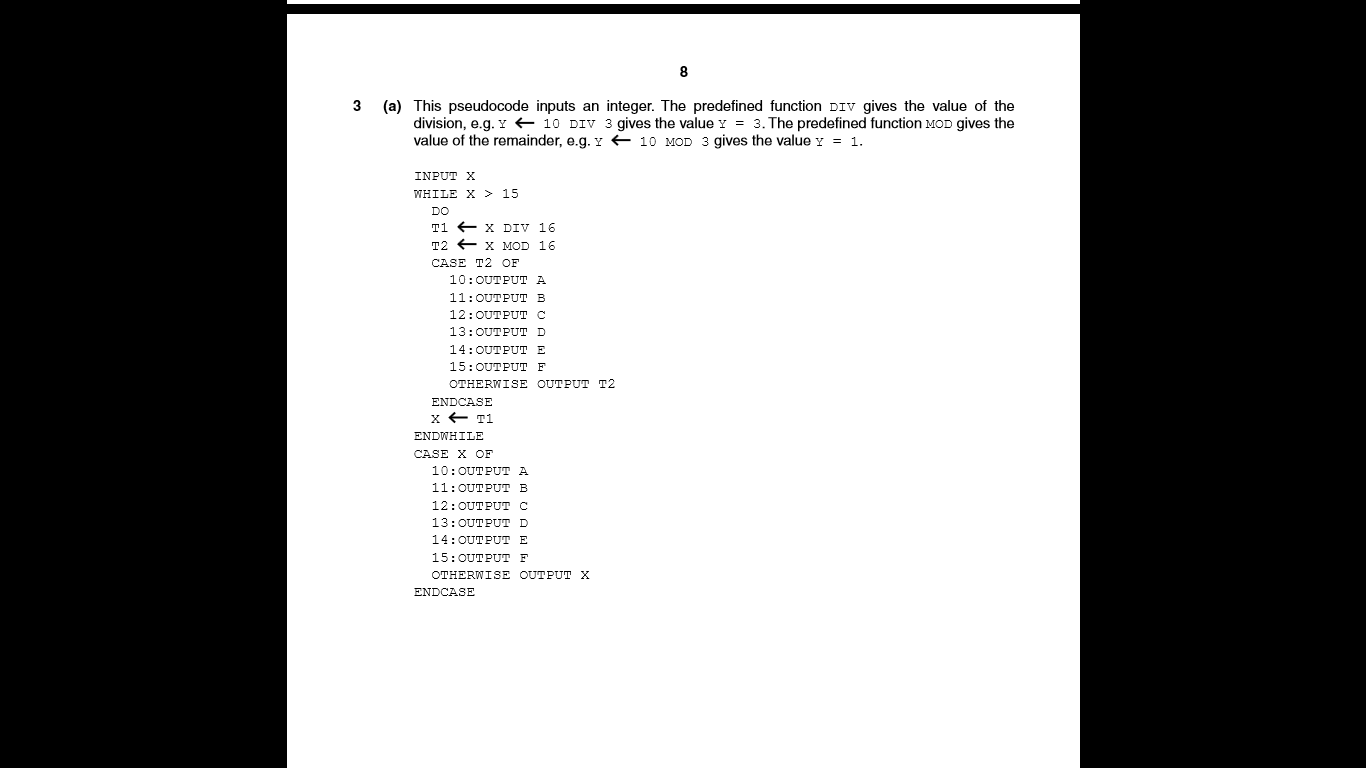 8
3 (a) This pseudocode inputs an integer. The predefined function DIV gives the value of the
division, e.g. Y ← 10 DIV 3 gives the value Y = 3. The predefined function MOD gives the
value of the remainder, e.g. Y ← 10 MOD 3 gives the value Y = 1.
INPUT X
WHILE X > 15
DO
T1 ← X DIV 16
T2 ← X MOD 16
CASE T2 OF
10:OUTPUT A
11:OUTPUT B
12:OUTPUT C
13:OUTPUT D
14:OUTPUT E
15:OUTPUT F
OTHERWISE OUTPUT T2
ENDCASE
X ← T1
ENDWHILE
CASE X OF
10:OUTPUT A
11:OUTPUT B
12:OUTPUT C
13:OUTPUT D
14:OUTPUT E
15:OUTPUT F
OTHERWISE OUTPUT X
ENDCASE